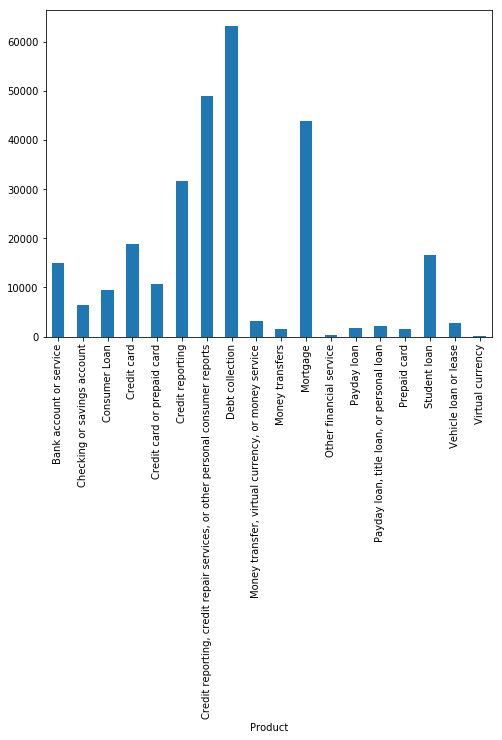 60000
50000
40000
30000
20000
10000
0
Bank account or service
Checking or savings account
Consumer Loan
Credit card
Credit card or prepaid card
Credit reporting
Credit reporting, credit repair services, or other personal consumer reports
Debt collection
Money transfer, virtual currency, or money service
Money transfers
Mortgage
Other financial service
Payday loan
Payday loan, title loan, or personal loan
Prepaid card
Student loan
Vehicle loan or lease
Virtual currency
Product